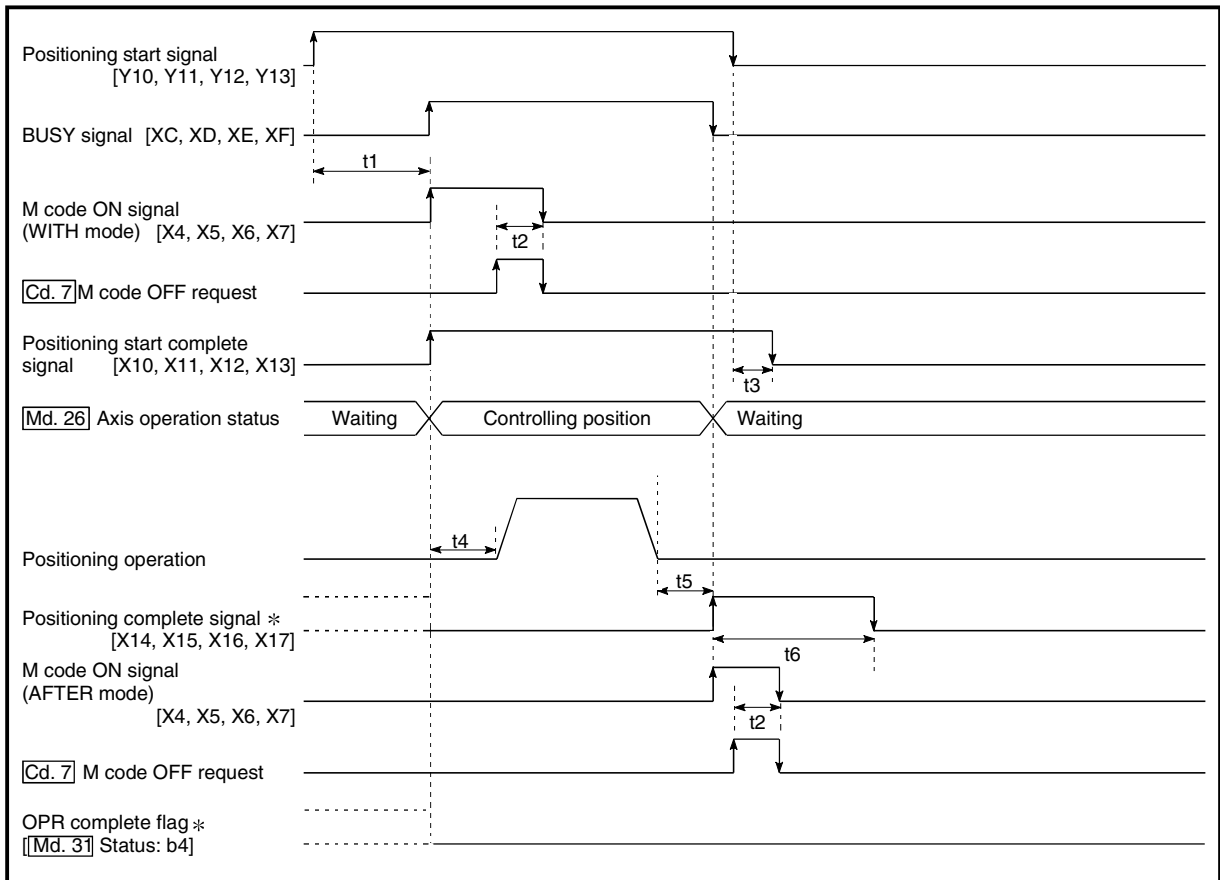 Positioning start signal
[Y10, Y11, Y12, Y13]
BUSY signal [XC, XD, XE, XF]
t1
M code ON signal
(WITH mode) [X4, X5, X6, X7]
t2
Cd. 7 M code OFF request
Positioning start complete
signal [X10, X11, X12, X13]
t3
Md. 26 Axis operation status Waiting Controlling position Waiting
t4
Positioning operation
t5
Positioning complete signal *
[X14, X15, X16, X17]
t6
M code ON signal
(AFTER mode)
[X4, X5, X6, X7]
t2
Cd. 7 M code OFF request
OPR complete flag *
[Md. 31 Status: b4]